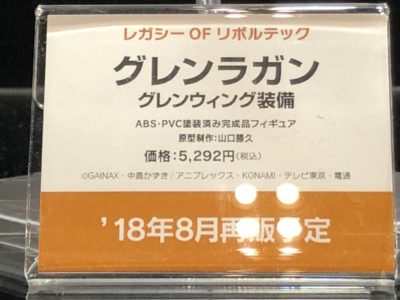 レガシー OF リボルテック
グレンラガン
グレンウィング装備
ABS・PVC塗装済み完成品フィギュア
原型制作：山口勝久
価格：5,292円(税込)
©GAINAX・中島かずき/アニプレックス・KONAMI・テレビ東京・電通
’18年8月再販予定